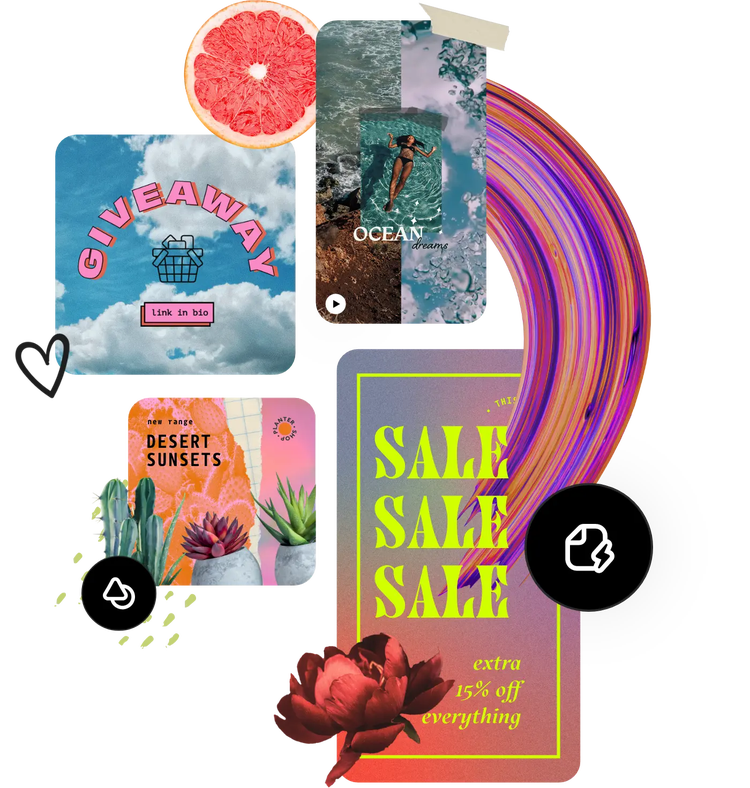 GIVEAWAY
link in bio
OCEAN
dreams
new range
DESERT
SUNSETS
PLANTER · SHOP ·
· THIS
SALE
SALE
SALE
extra
15% off
everything